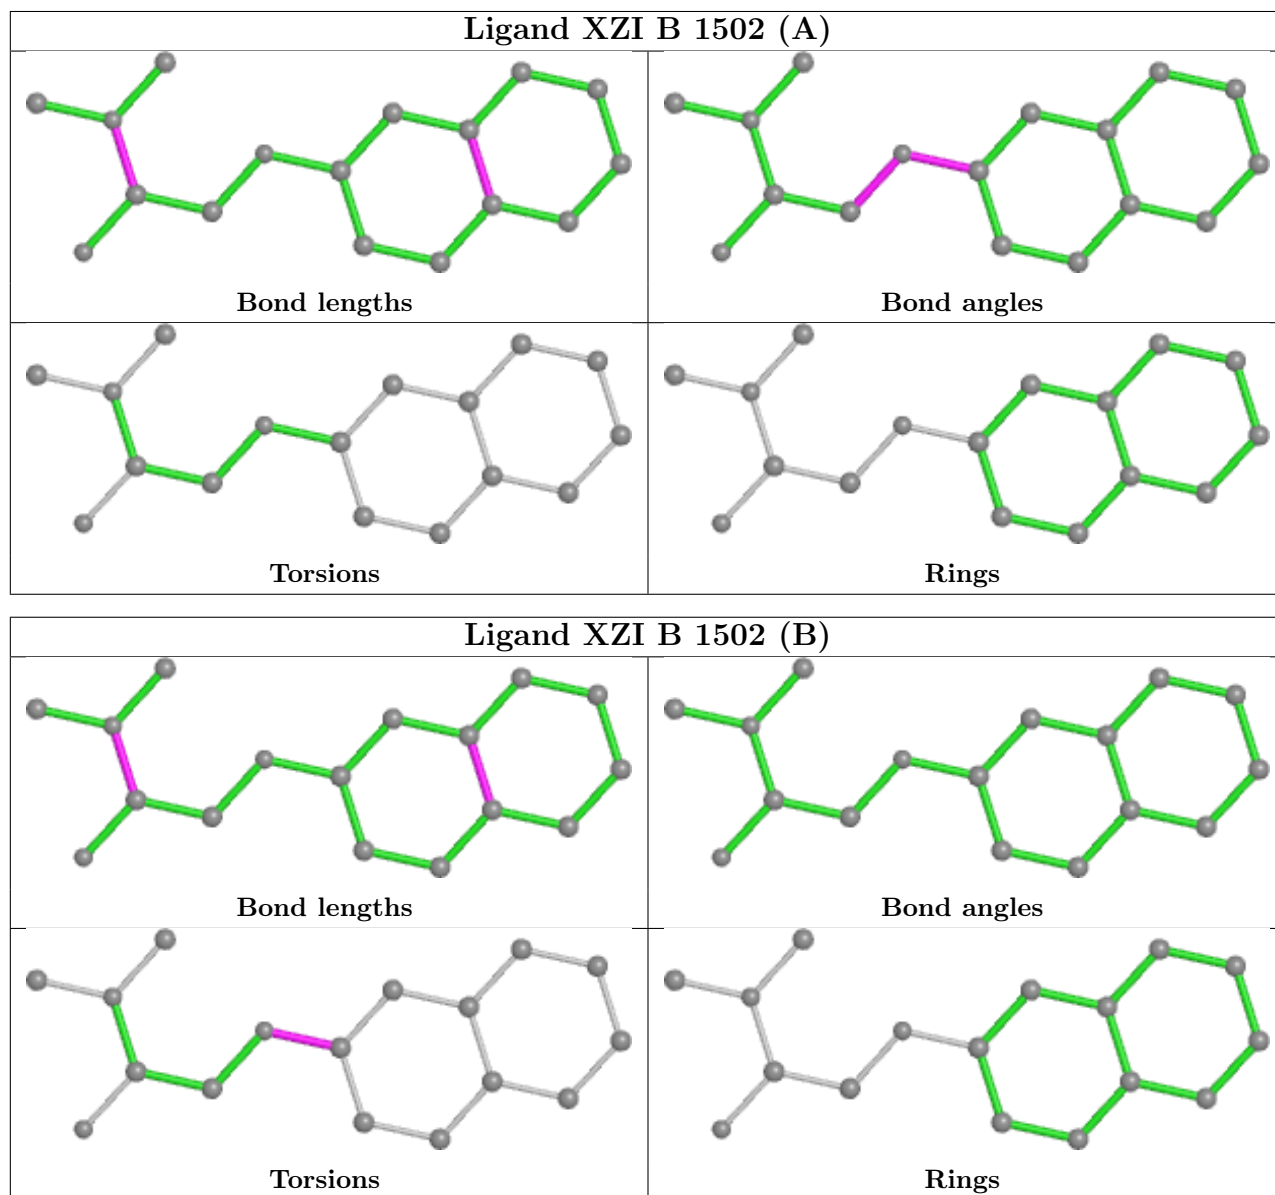 Ligand XZI B 1502 (A)
Bond lengths
Bond angles
Torsions
Rings
Ligand XZI B 1502 (B)
Bond lengths
Bond angles
Torsions
Rings